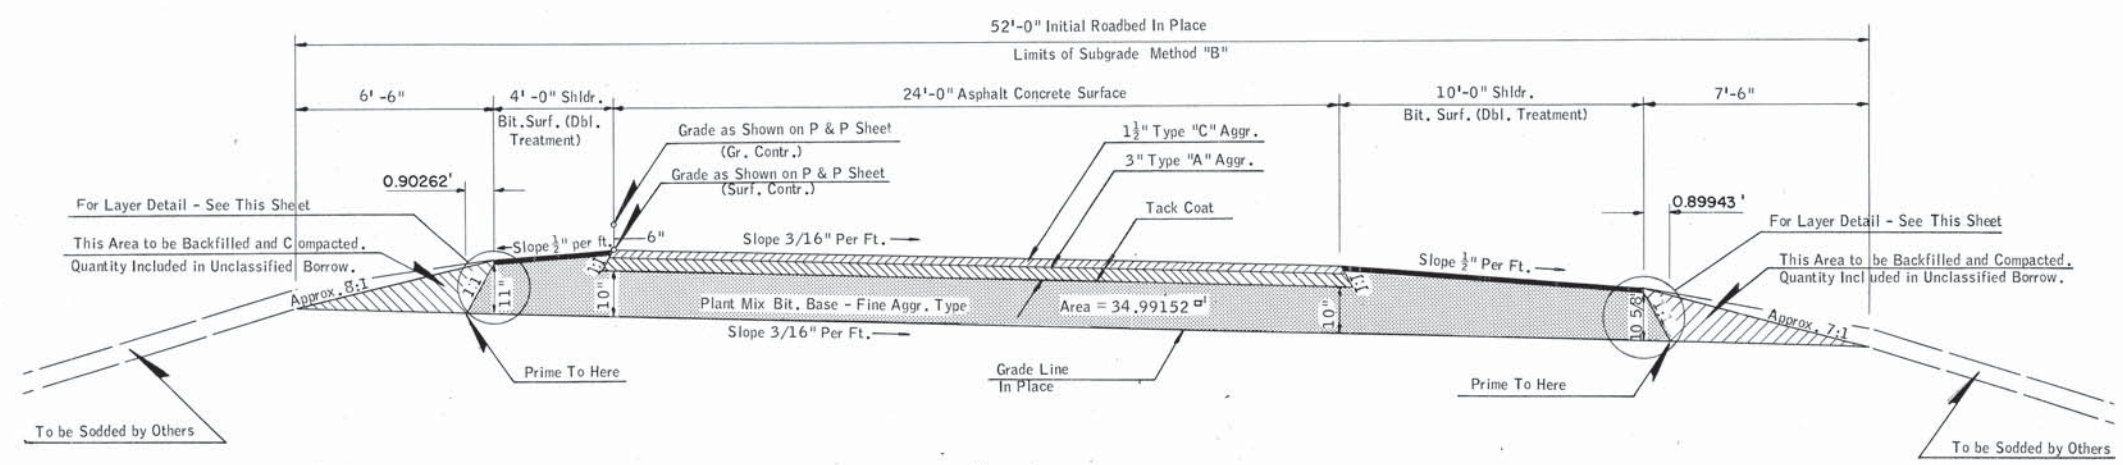 52'-0" Initial Roadbed In Place
Limits of Subgrade Method "B"
6'-6"
4'-0" Shldr.
Bit.Surf. (Dbl.
Treatment)
24'-0" Asphalt Concrete Surface
10'-0" Shldr.
Bit. Surf. (Dbl. Treatment)
7'-6"
Grade as Shown on P & P Sheet
(Gr. Contr.)
Grade as Shown on P & P Sheet
(Surf. Contr.)
1½" Type "C" Aggr.
3" Type "A" Aggr.
Tack Coat
0.90262'
For Layer Detail - See This Sheet
This Area to be Backfilled and Compacted.
Quantity Included in Unclassified Borrow.
0.89943'
For Layer Detail - See This Sheet
This Area to be Backfilled and Compacted.
Quantity Included in Unclassified Borrow.
Slope ½" per ft.
6"
Slope 3/16" Per Ft.
Slope ½" Per Ft.
Approx. 8:1
1:1
11"
1:1
10"
Plant Mix Bit. Base - Fine Aggr. Type
Area = 34.99152 □'
10"
1:1
10 5/8"
Approx. 7:1
Slope 3/16" Per Ft.
Prime To Here
Grade Line
In Place
Prime To Here
To be Sodded by Others
To be Sodded by Others